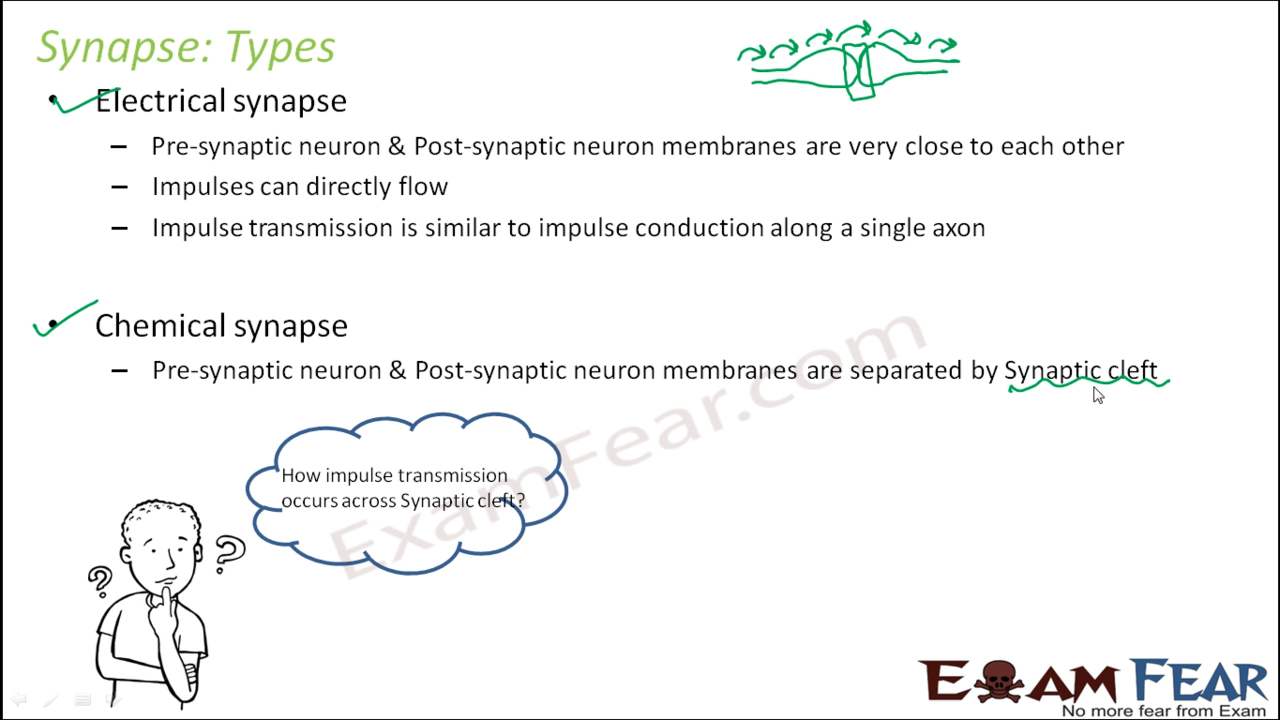 Synapse: Types
• Electrical synapse
– Pre-synaptic neuron & Post-synaptic neuron membranes are very close to each other
– Impulses can directly flow
– Impulse transmission is similar to impulse conduction along a single axon
• Chemical synapse
– Pre-synaptic neuron & Post-synaptic neuron membranes are separated by Synaptic cleft
How impulse transmission
occurs across Synaptic cleft?
? ?
ExamFear.com
EXAM FEAR
No more fear from Exam